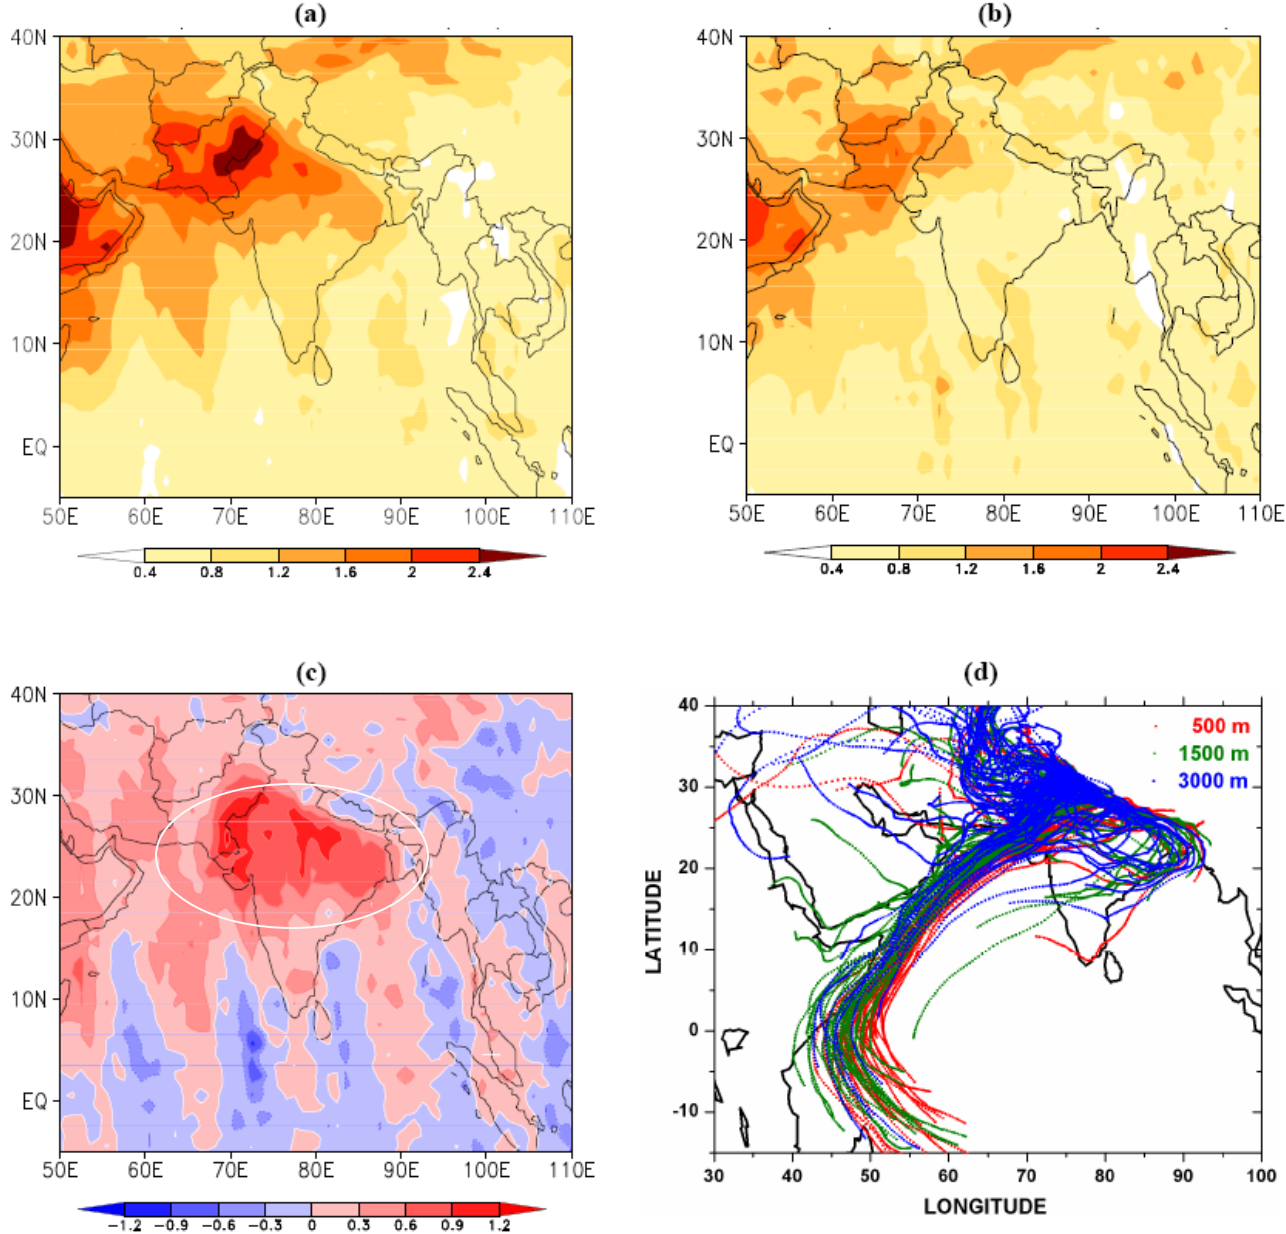 (a)
(b)
40N
30N
20N
10N
EQ
50E 60E 70E 80E 90E 100E 110E
0.4 0.8 1.2 1.6 2 2.4
40N
30N
20N
10N
EQ
50E 60E 70E 80E 90E 100E 110E
0.4 0.8 1.2 1.6 2 2.4
(c)
(d)
40N
30N
20N
10N
EQ
50E 60E 70E 80E 90E 100E 110E
−1.2 −0.9 −0.6 −0.3 0 0.3 0.6 0.9 1.2
500 m
1500 m
3000 m
LATITUDE
40
30
20
10
0
-10
30 40 50 60 70 80 90 100
LONGITUDE